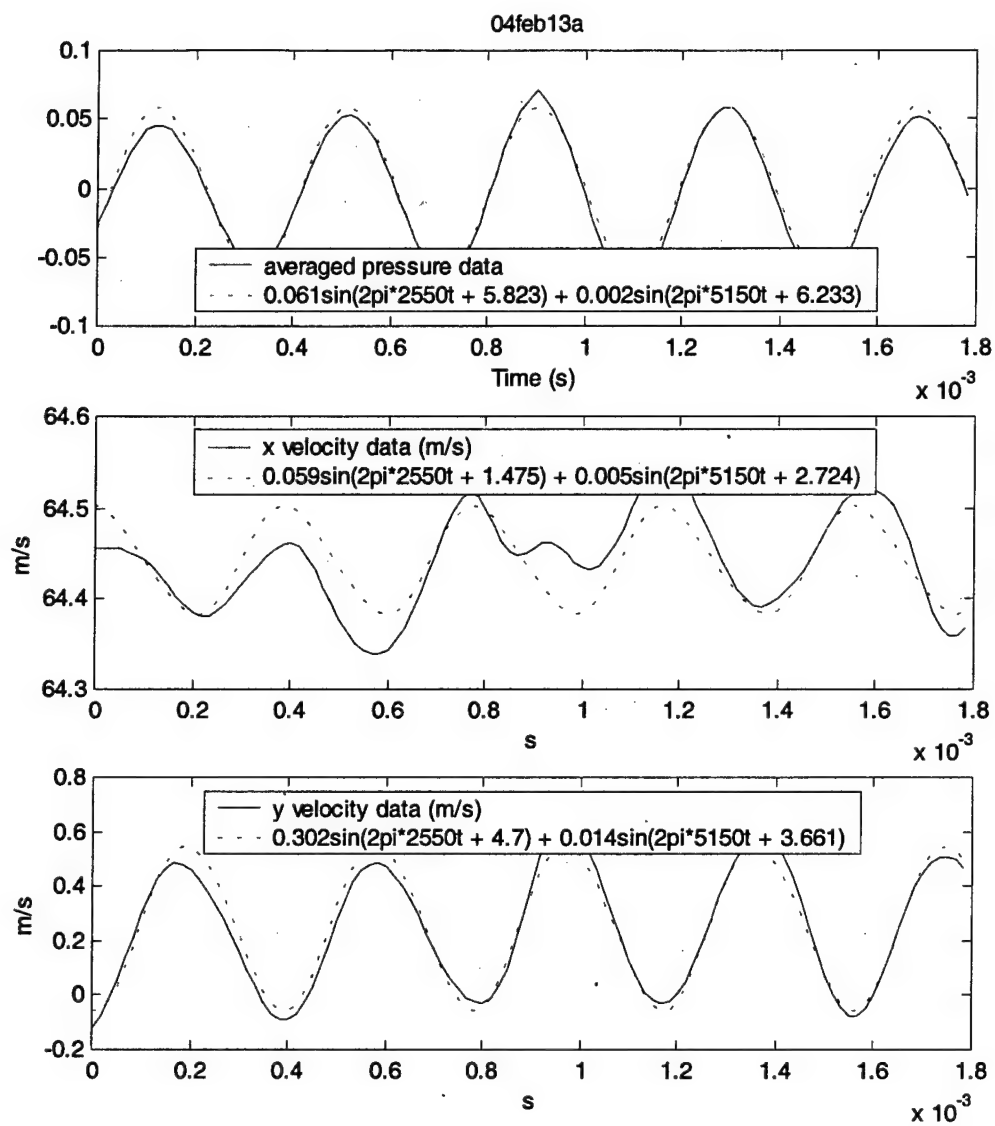 04feb13a
0.1
0.05
0
-0.05
-0.1
averaged pressure data
0.061sin(2pi*2550t + 5.823) + 0.002sin(2pi*5150t + 6.233)
0 0.2 0.4 0.6 0.8 1 1.2 1.4 1.6 1.8
Time (s)
x 10-3
64.6
64.5
64.4
64.3
m/s
x velocity data (m/s)
0.059sin(2pi*2550t + 1.475) + 0.005sin(2pi*5150t + 2.724)
0 0.2 0.4 0.6 0.8 1 1.2 1.4 1.6 1.8
s
x 10-3
0.8
0.6
0.4
0.2
0
-0.2
m/s
y velocity data (m/s)
0.302sin(2pi*2550t + 4.7) + 0.014sin(2pi*5150t + 3.661)
0 0.2 0.4 0.6 0.8 1 1.2 1.4 1.6 1.8
s
x 10-3